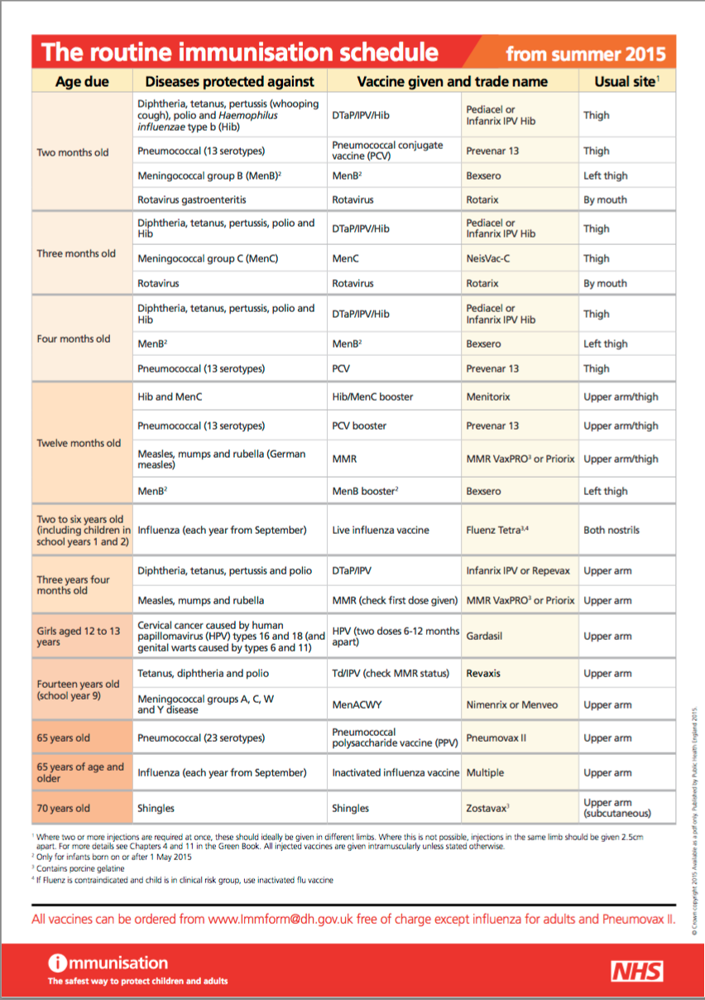 The routine immunisation schedule from summer 2015
Age due Diseases protected against Vaccine given and trade name Usual site¹
Two months old
Diphtheria, tetanus, pertussis (whooping
cough), polio and Haemophilus
influenzae type b (Hib)
DTaP/IPV/Hib
Pediacel or
Infanrix IPV Hib
Thigh
Pneumococcal (13 serotypes)
Pneumococcal conjugate
vaccine (PCV)
Prevenar 13
Thigh
Meningococcal group B (MenB)²
MenB²
Bexsero
Left thigh
Rotavirus gastroenteritis
Rotavirus
Rotarix
By mouth
Three months old
Diphtheria, tetanus, pertussis, polio and
Hib
DTaP/IPV/Hib
Pediacel or
Infanrix IPV Hib
Thigh
Meningococcal group C (MenC)
MenC
NeisVac-C
Thigh
Rotavirus
Rotavirus
Rotarix
By mouth
Four months old
Diphtheria, tetanus, pertussis, polio and
Hib
DTaP/IPV/Hib
Pediacel or
Infanrix IPV Hib
Thigh
MenB²
MenB²
Bexsero
Left thigh
Pneumococcal (13 serotypes)
PCV
Prevenar 13
Thigh
Twelve months old
Hib and MenC
Hib/MenC booster
Menitorix
Upper arm/thigh
Pneumococcal (13 serotypes)
PCV booster
Prevenar 13
Upper arm/thigh
Measles, mumps and rubella (German
measles)
MMR
MMR VaxPRO³ or Priorix
Upper arm/thigh
MenB²
MenB booster²
Bexsero
Left thigh
Two to six years old
(including children in
school years 1 and 2)
Influenza (each year from September)
Live influenza vaccine
Fluenz Tetra³,⁴
Both nostrils
Three years four
months old
Diphtheria, tetanus, pertussis and polio
DTaP/IPV
Infanrix IPV or Repevax
Upper arm
Measles, mumps and rubella
MMR (check first dose given)
MMR VaxPRO³ or Priorix
Upper arm
Girls aged 12 to 13
years
Cervical cancer caused by human
papillomavirus (HPV) types 16 and 18 (and
genital warts caused by types 6 and 11)
HPV (two doses 6-12 months
apart)
Gardasil
Upper arm
Fourteen years old
(school year 9)
Tetanus, diphtheria and polio
Td/IPV (check MMR status)
Revaxis
Upper arm
Meningococcal groups A, C, W
and Y disease
MenACWY
Nimenrix or Menveo
Upper arm
65 years old
Pneumococcal (23 serotypes)
Pneumococcal
polysaccharide vaccine (PPV)
Pneumovax II
Upper arm
65 years of age and
older
Influenza (each year from September)
Inactivated influenza vaccine
Multiple
Upper arm
70 years old
Shingles
Shingles
Zostavax³
Upper arm
(subcutaneous)
¹ Where two or more injections are required at once, these should ideally be given in different limbs. Where this is not possible, injections in the same limb should be given 2.5cm
apart. For more details see Chapters 4 and 11 in the Green Book. All injected vaccines are given intramuscularly unless stated otherwise.
² Only for infants born on or after 1 May 2015
³ Contains porcine gelatine
⁴ If Fluenz is contraindicated and child is in clinical risk group, use inactivated flu vaccine
All vaccines can be ordered from www.Immform@dh.gov.uk free of charge except influenza for adults and Pneumovax II.
immunisation
The safest way to protect children and adults
NHS
© Crown copyright 2015 Available as a pdf only. Published by Public Health England 2015.